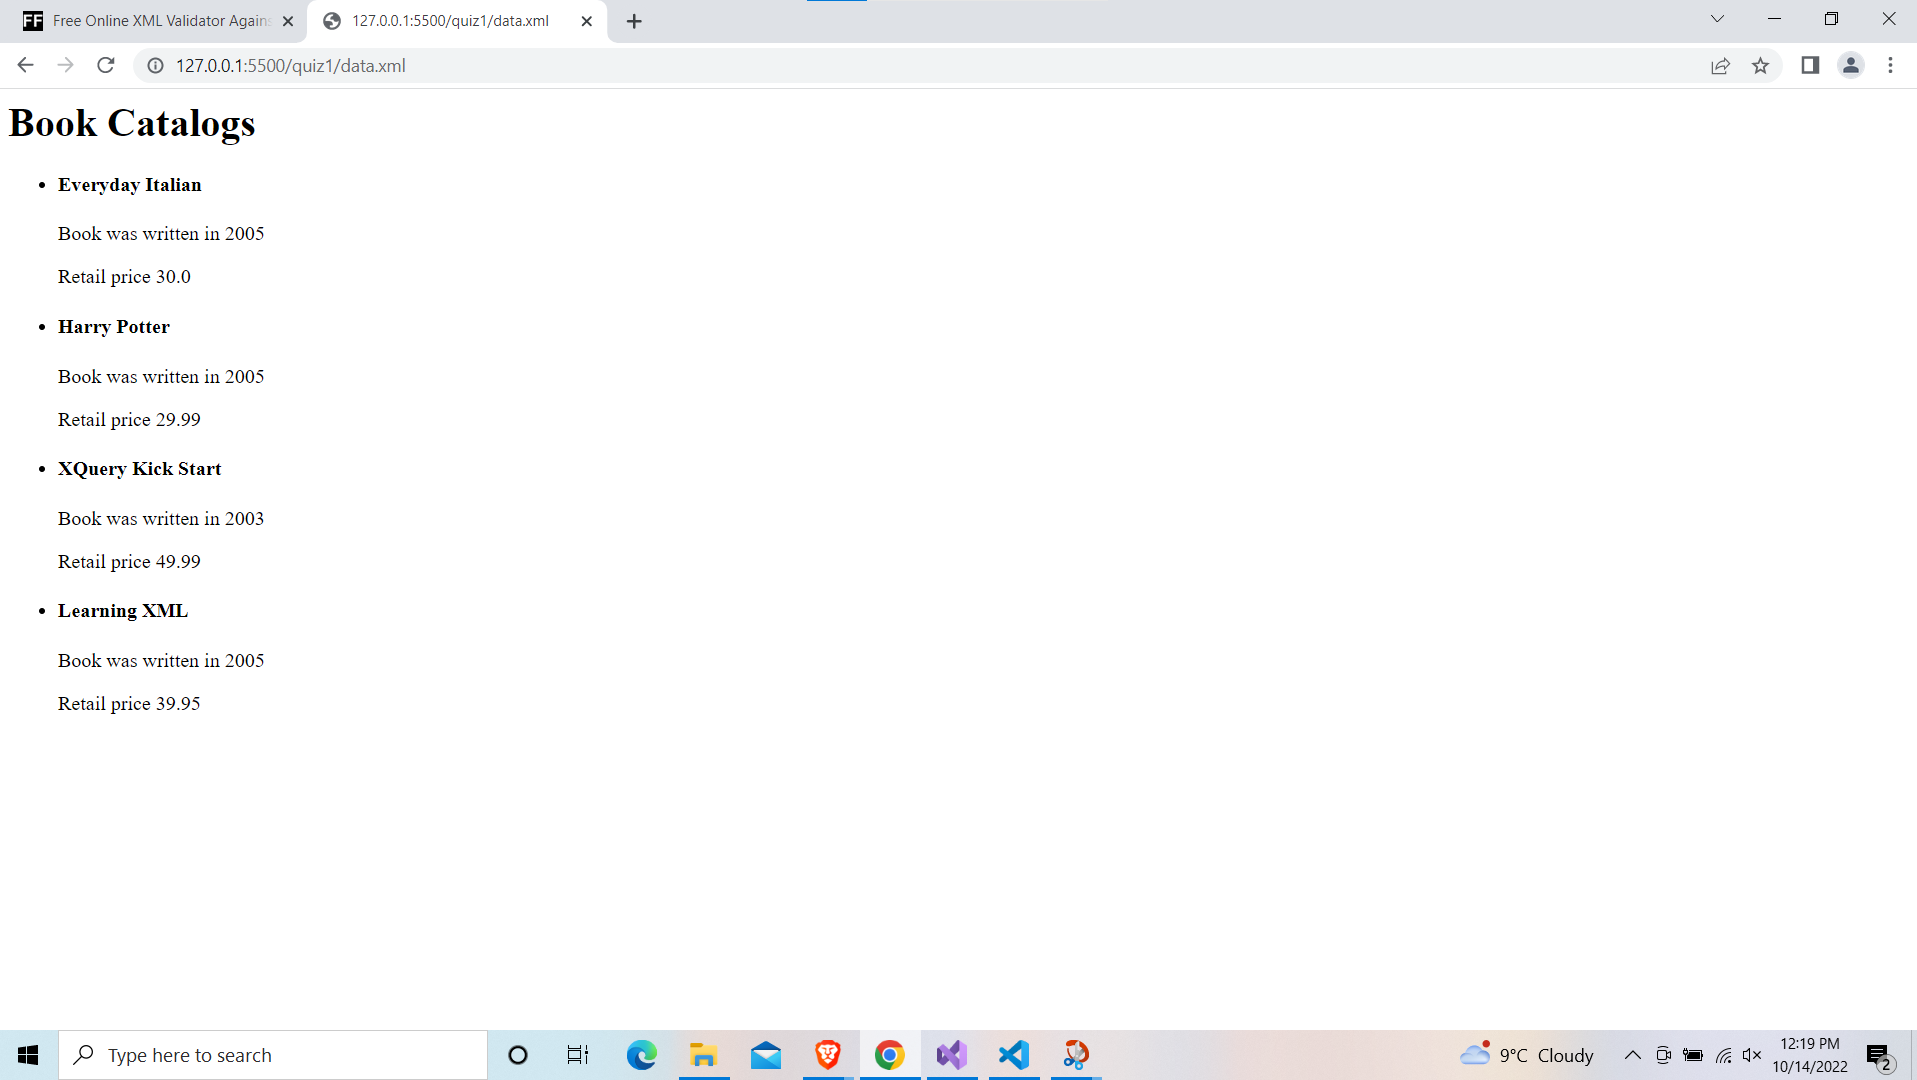 FF Free Online XML Validator Agains
127.0.0.1:5500/quiz1/data.xml
127.0.0.1:5500/quiz1/data.xml
Book Catalogs
Everyday Italian
Book was written in 2005
Retail price 30.0
Harry Potter
Book was written in 2005
Retail price 29.99
XQuery Kick Start
Book was written in 2003
Retail price 49.99
Learning XML
Book was written in 2005
Retail price 39.95
Type here to search
9°C Cloudy
12:19 PM
10/14/2022
2